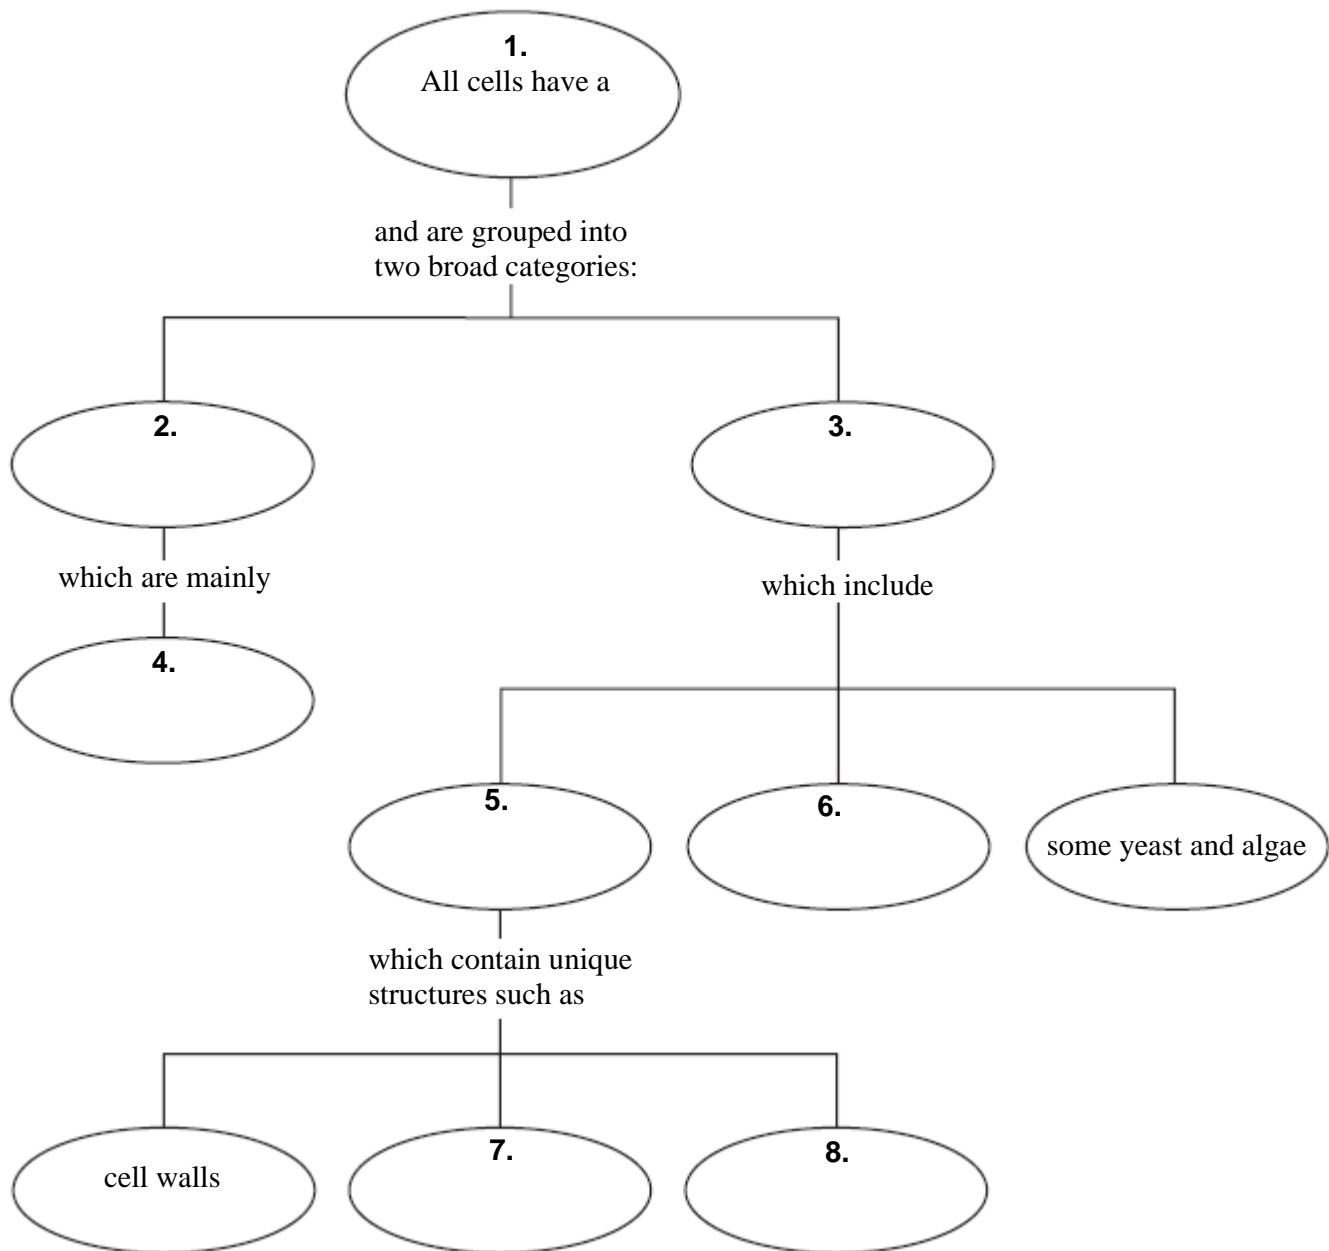 1.
All cells have a
and are grouped into
two broad categories:
2.
3.
which are mainly
which include
4.
5.
6.
some yeast and algae
which contain unique
structures such as
cell walls
7.
8.